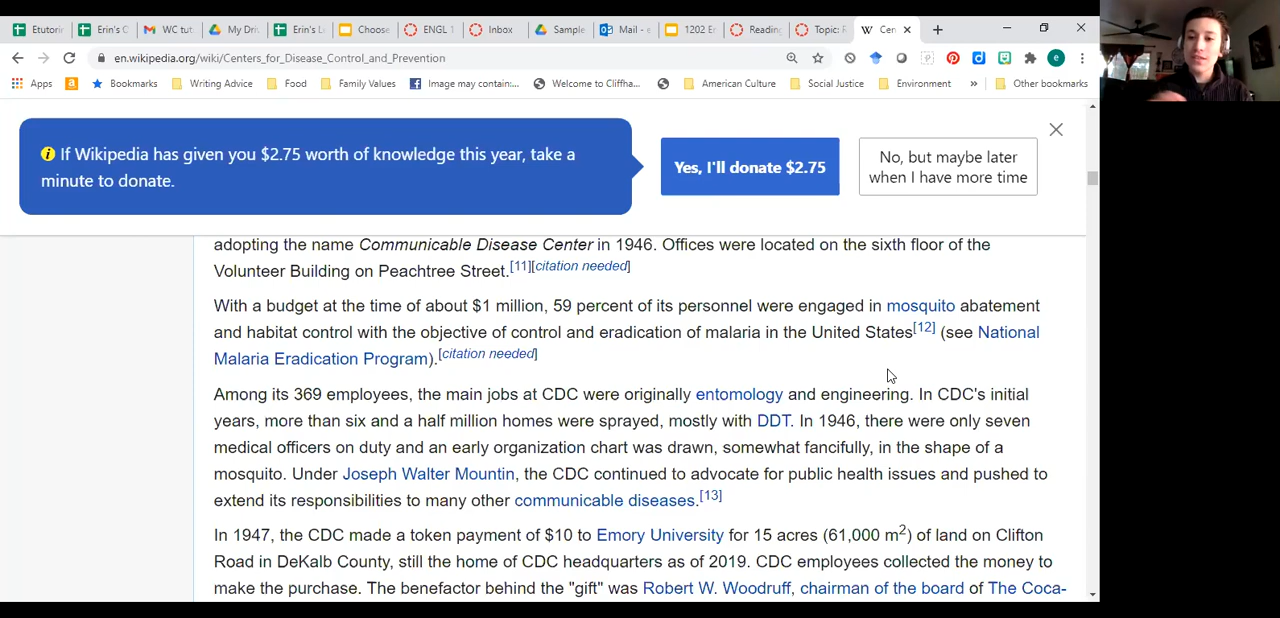 Etutorin
Erin's C
WC tut
My Driv
Erin's L
Choose
ENGL 1
Inbox
Sample
Mail - e
1202 En
Reading
Topic: R
W Cen
en.wikipedia.org/wiki/Centers_for_Disease_Control_and_Prevention
e
Apps
a
Bookmarks
Writing Advice
Food
Family Values
Image may contain:...
Welcome to Cliffha...
American Culture
Social Justice
Environment
»
Other bookmarks
i If Wikipedia has given you $2.75 worth of knowledge this year, take a
minute to donate.
Yes, I'll donate $2.75
No, but maybe later
when I have more time
adopting the name Communicable Disease Center in 1946. Offices were located on the sixth floor of the
Volunteer Building on Peachtree Street.[11][citation needed]
With a budget at the time of about $1 million, 59 percent of its personnel were engaged in mosquito abatement
and habitat control with the objective of control and eradication of malaria in the United States[12] (see National
Malaria Eradication Program).[citation needed]
Among its 369 employees, the main jobs at CDC were originally entomology and engineering. In CDC's initial
years, more than six and a half million homes were sprayed, mostly with DDT. In 1946, there were only seven
medical officers on duty and an early organization chart was drawn, somewhat fancifully, in the shape of a
mosquito. Under Joseph Walter Mountin, the CDC continued to advocate for public health issues and pushed to
extend its responsibilities to many other communicable diseases.[13]
In 1947, the CDC made a token payment of $10 to Emory University for 15 acres (61,000 m2) of land on Clifton
Road in DeKalb County, still the home of CDC headquarters as of 2019. CDC employees collected the money to
make the purchase. The benefactor behind the "gift" was Robert W. Woodruff, chairman of the board of The Coca-